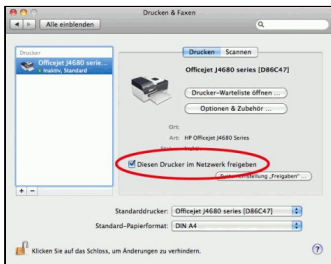 Drucken & Faxen
Alle einblenden
Drucken Scannen
Drucker
Officejet J4680 serie...
Inaktiv, Standard
Officejet J4680 series [D86C47]
Drucker-Warteliste öffnen ...
Optionen & Zubehör ...
Ort:
Art: HP Officejet J4680 Series
Diesen Drucker im Netzwerk freigeben
"Freigaben" ...
Standarddrucker: Officejet J4680 series [D86C47]
Standard-Papierformat: DIN A4
Klicken Sie auf das Schloss, um Änderungen zu verhindern.